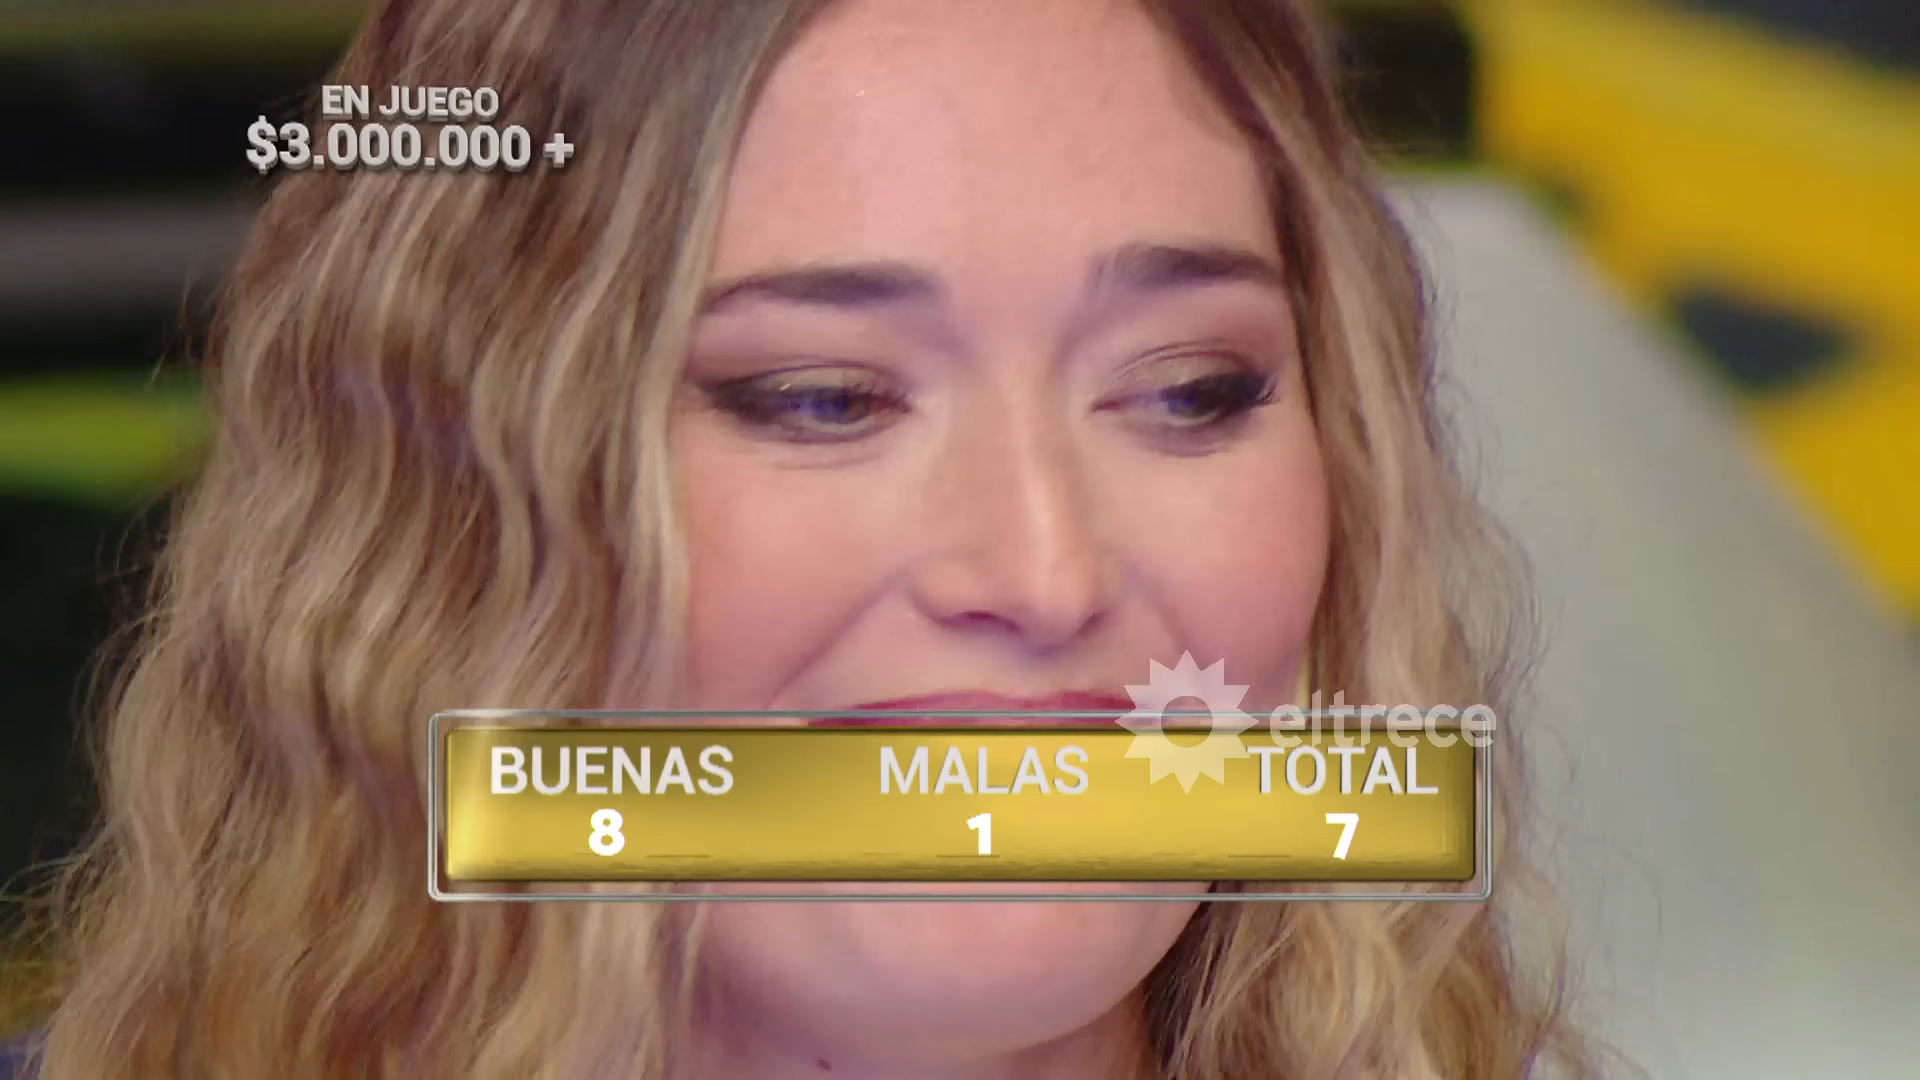 EN JUEGO
$3.000.000 +
eltrece
BUENAS MALAS TOTAL
8 1 7